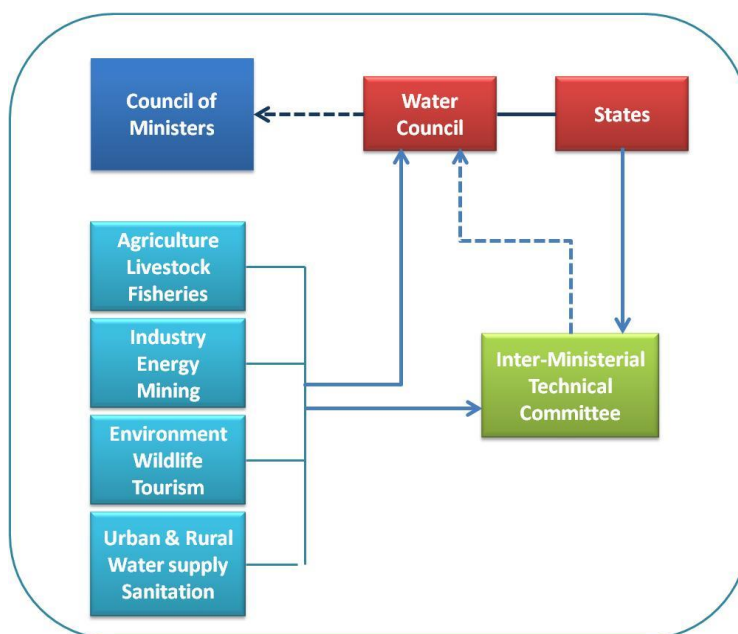 Council of
Ministers
Water
Council
States
Agriculture
Livestock
Fisheries
Industry
Energy
Mining
Inter-Ministerial
Technical
Committee
Environment
Wildlife
Tourism
Urban & Rural
Water supply
Sanitation